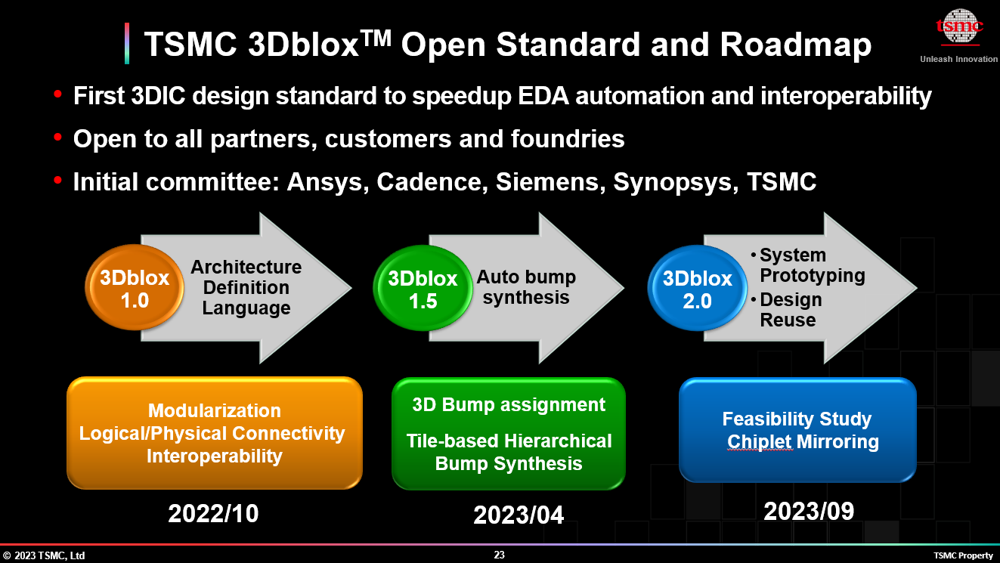 TSMC 3Dblox™ Open Standard and Roadmap
tsmc
Unleash Innovation
• First 3DIC design standard to speedup EDA automation and interoperability
• Open to all partners, customers and foundries
• Initial committee: Ansys, Cadence, Siemens, Synopsys, TSMC
3Dblox
1.0
Architecture
Definition
Language
3Dblox
1.5
Auto bump
synthesis
3Dblox
2.0
• System
Prototyping
• Design
Reuse
Modularization
Logical/Physical Connectivity
Interoperability
3D Bump assignment
Tile-based Hierarchical
Bump Synthesis
Feasibility Study
Chiplet Mirroring
2022/10
2023/04
2023/09
© 2023 TSMC, Ltd
23
TSMC Property